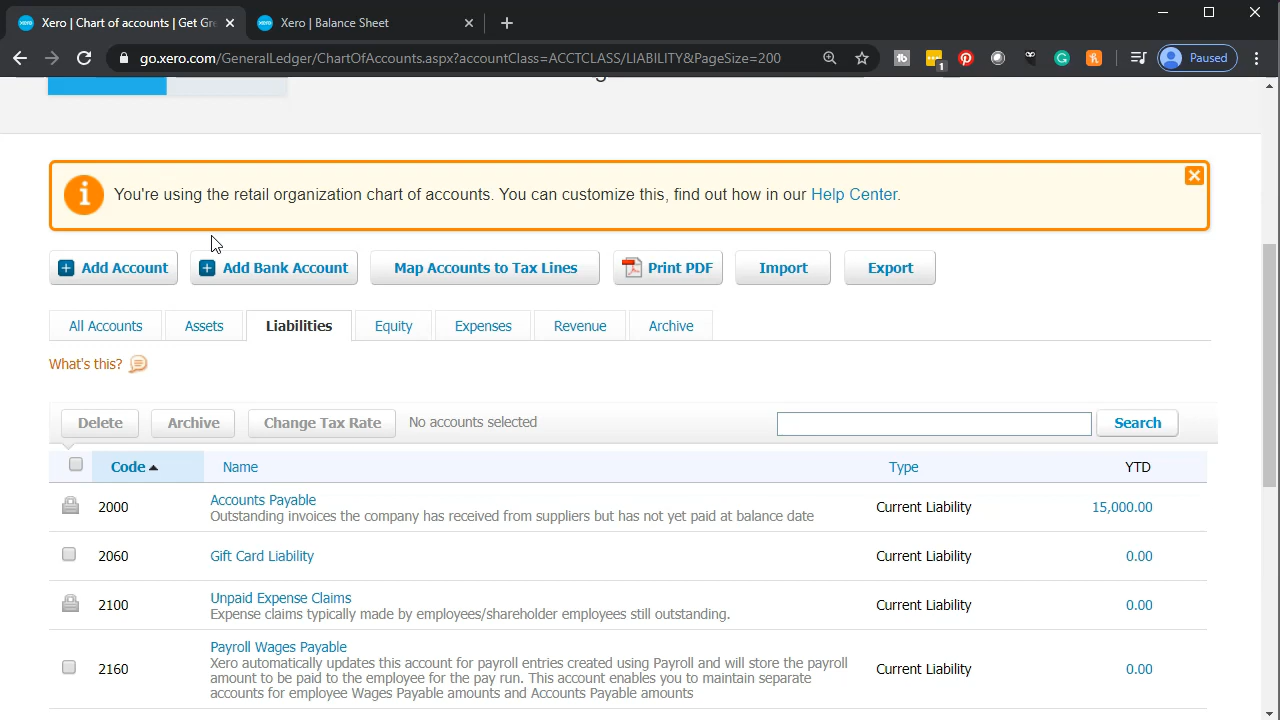 Xero | Chart of accounts | Get Gre
Xero | Balance Sheet
go.xero.com/GeneralLedger/ChartOfAccounts.aspx?accountClass=ACCTCLASS/LIABILITY&PageSize=200
1
Paused
You're using the retail organization chart of accounts. You can customize this, find out how in our Help Center.
Add Account
Add Bank Account
Map Accounts to Tax Lines
Print PDF
Import
Export
All Accounts
Assets
Liabilities
Equity
Expenses
Revenue
Archive
What's this?
Delete
Archive
Change Tax Rate
No accounts selected
Search
Code
Name
Type
YTD
2000
Accounts Payable
Outstanding invoices the company has received from suppliers but has not yet paid at balance date
Current Liability
15,000.00
2060
Gift Card Liability
Current Liability
0.00
2100
Unpaid Expense Claims
Expense claims typically made by employees/shareholder employees still outstanding.
Current Liability
0.00
2160
Payroll Wages Payable
Xero automatically updates this account for payroll entries created using Payroll and will store the payroll
amount to be paid to the employee for the pay run. This account enables you to maintain separate
accounts for employee Wages Payable amounts and Accounts Payable amounts
Current Liability
0.00